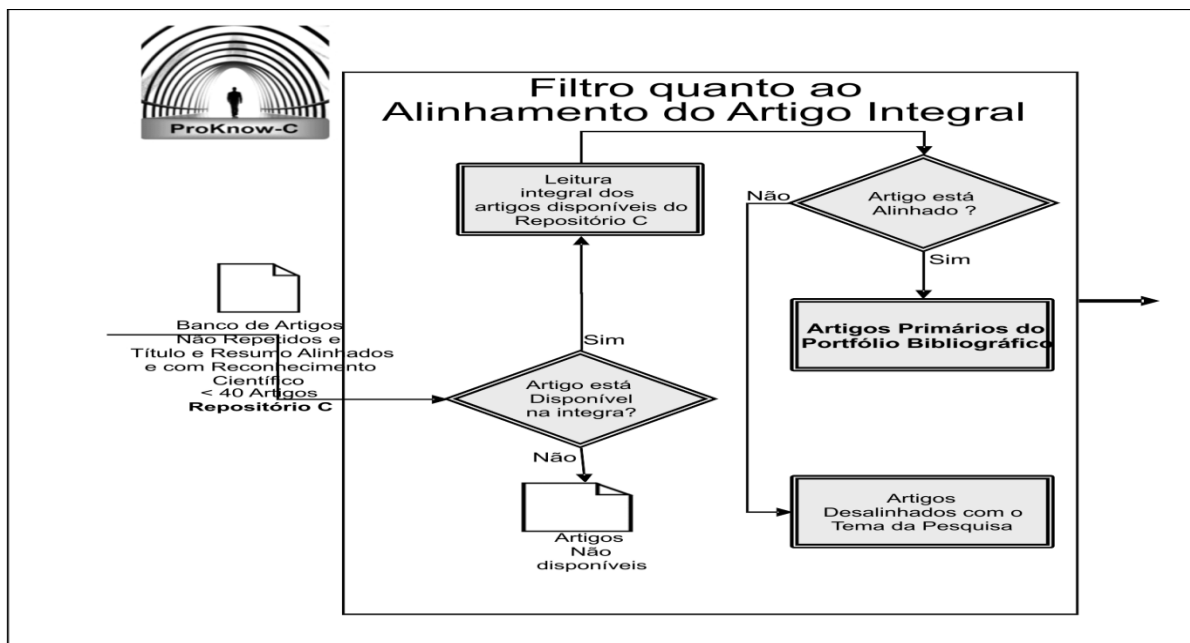 ProKnow-C
Filtro quanto ao
Alinhamento do Artigo Integral
Leitura
integral dos
artigos disponíveis do
Repositório C
Não
Artigo está
Alinhado ?
Sim
Artigos Primários do
Portfólio Bibliográfico
Banco de Artigos
Não Repetidos e
Título e Resumo Alinhados
e com Reconhecimento
Científico
< 40 Artigos
Repositório C
Sim
Artigo está
Disponível
na integra?
Não
Artigos
Não
disponíveis
Artigos
Desalinhados com o
Tema da Pesquisa